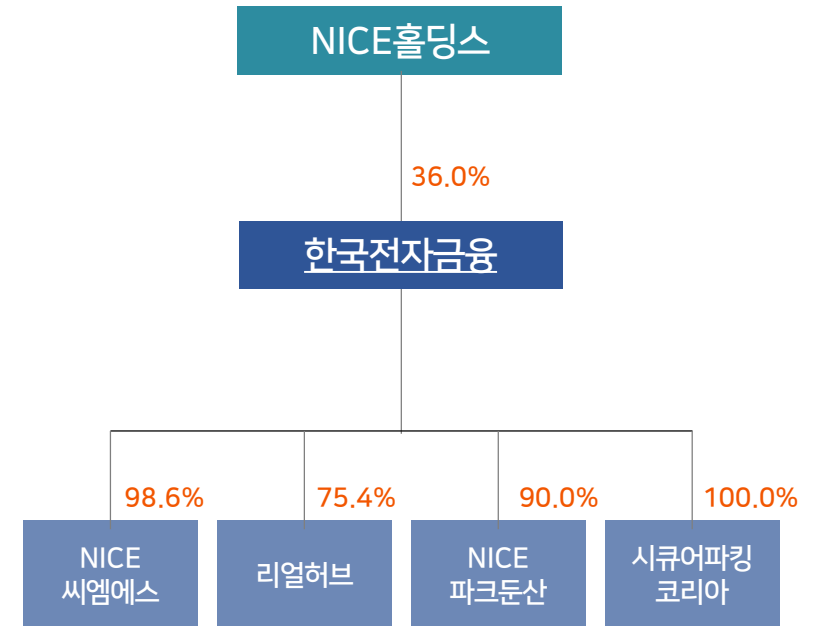 NICE홀딩스
36.0%
한국전자금융
98.6%
75.4%
90.0%
100.0%
NICE
씨엠에스
리얼허브
NICE
파크둔산
시큐어파킹
코리아